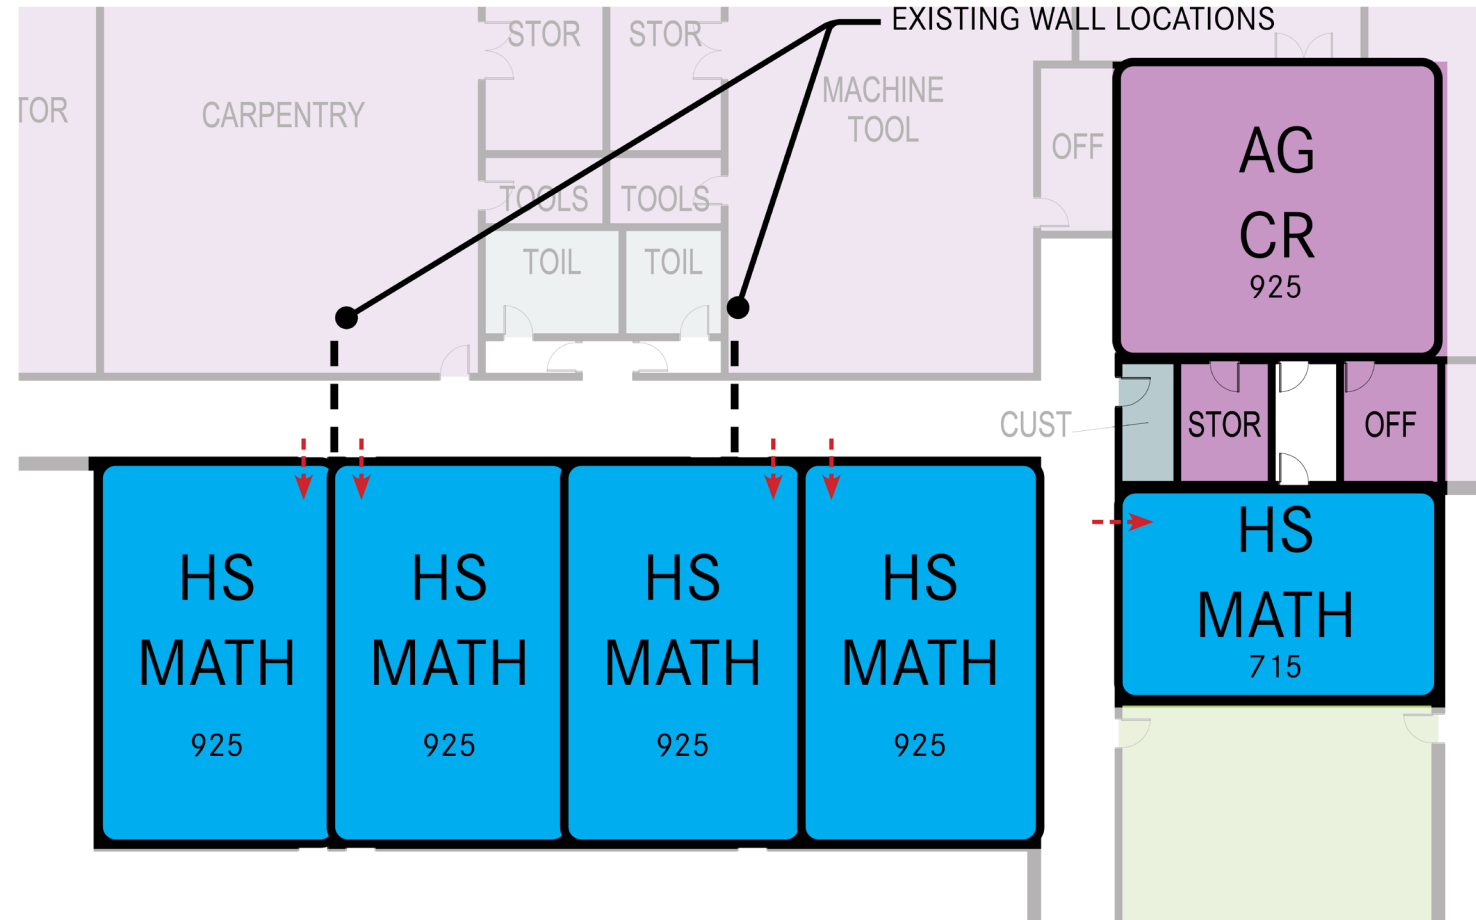 EXISTING WALL LOCATIONS
STOR
STOR
TOR
CARPENTRY
MACHINE
TOOL
OFF
TOOLS
TOOLS
TOIL
TOIL
AG
CR
925
CUST
STOR
OFF
HS
MATH
925
HS
MATH
925
HS
MATH
925
HS
MATH
925
HS
MATH
715